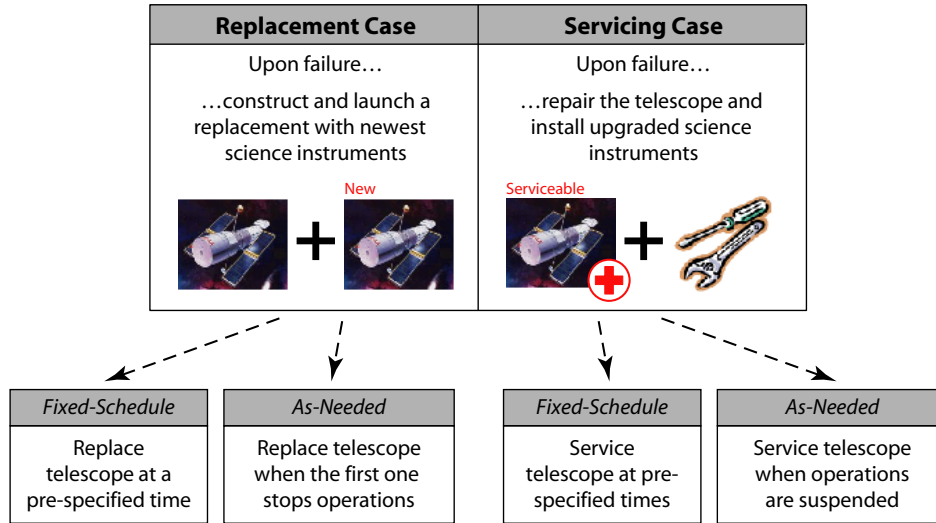 Replacement Case
Upon failure…
…construct and launch a
replacement with newest
science instruments
New
Servicing Case
Upon failure…
…repair the telescope and
install upgraded science
instruments
Serviceable
Fixed-Schedule
Replace
telescope at a
pre-specified time
As-Needed
Replace telescope
when the first one
stops operations
Fixed-Schedule
Service
telescope at pre-
specified times
As-Needed
Service telescope
when operations
are suspended